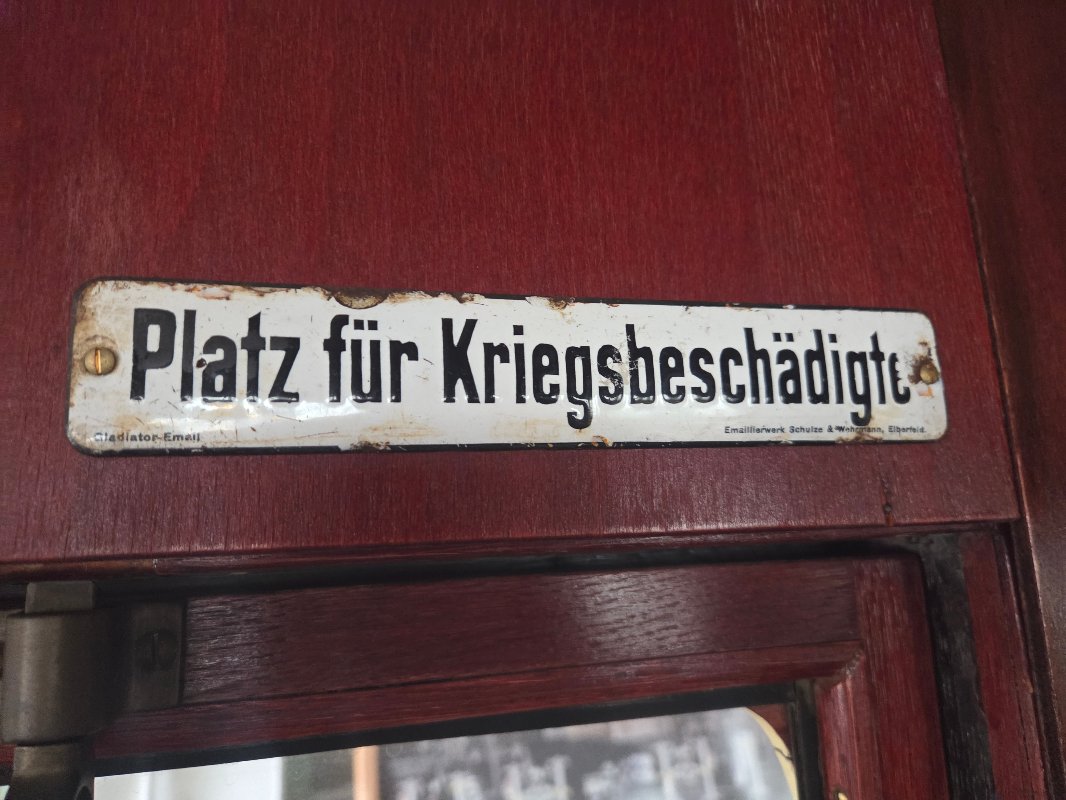 Platz für Kriegsbeschädigte
Gladiator-Email
Emaillierwerk Schulze & Wehrmann, Elberfeld.